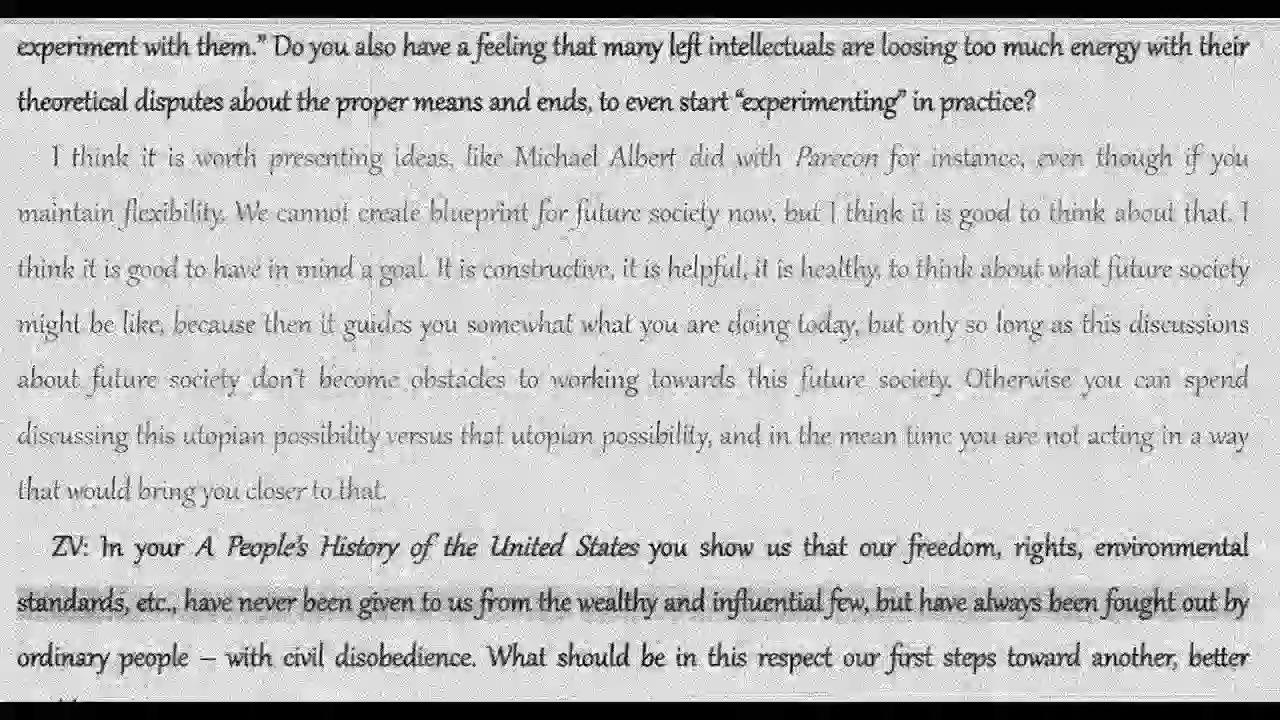 experiment with them.” Do you also have a feeling that many left intellectuals are loosing too much energy with their
theoretical disputes about the proper means and ends, to even start “experimenting” in practice?
I think it is worth presenting ideas, like Michael Albert did with Parecon for instance, even though if you
maintain flexibility. We cannot create blueprint for future society now, but I think it is good to think about that. I
think it is good to have in mind a goal. It is constructive, it is helpful, it is healthy, to think about what future society
might be like, because then it guides you somewhat what you are doing today, but only so long as this discussions
about future society don't become obstacles to working towards this future society. Otherwise you can spend
discussing this utopian possibility versus that utopian possibility, and in the mean time you are not acting in a way
that would bring you closer to that.
ZV: In your A People's History of the United States you show us that our freedom, rights, environmental
standards, etc., have never been given to us from the wealthy and influential few, but have always been fought out by
ordinary people – with civil disobedience. What should be in this respect our first steps toward another, better